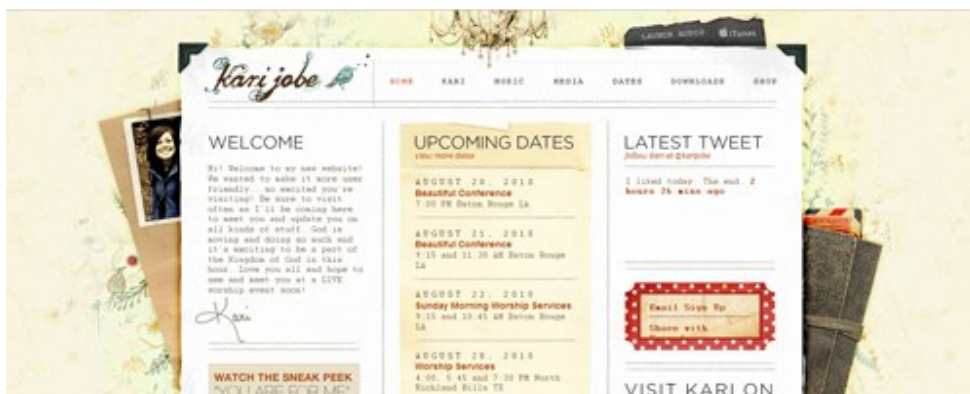 LAUNCH AUDIO iTunes
Kari jobe
HOME KARI MUSIC MEDIA DATES DOWNLOADS SHOP
WELCOME
Hi! Welcome to my new website!
We wanted to make it more user
friendly. so excited you're
visiting! Be sure to visit
often as I'll be coming here
to meet you and update you on
all kinds of stuff. God is
moving and doing so much and
it's exciting to be a part of
the Kingdom of God in this
hour. Love you all and hope to
see and meet you at a LIVE
worship event soon!
Kari
WATCH THE SNEAK PEEK
"YOU ARE FOR ME"
UPCOMING DATES
view more dates
AUGUST 20, 2010
Beautiful Conference
7:00 PM Baton Rouge LA
AUGUST 21, 2010
Beautiful Conference
9:15 and 11:30 AM Baton Rouge
LA
AUGUST 22, 2010
Sunday Morning Worship Services
9:15 and 10:45 AM Baton Rouge
LA
AUGUST 28, 2010
Worship Services
4:00, 5:45 and 7:30 PM North
Richland Hills TX
LATEST TWEET
follow kari at @karijobe
I liked today. The end. 2
hours 26 mins ago
Email Sign Up
Share with
VISIT KARI ON